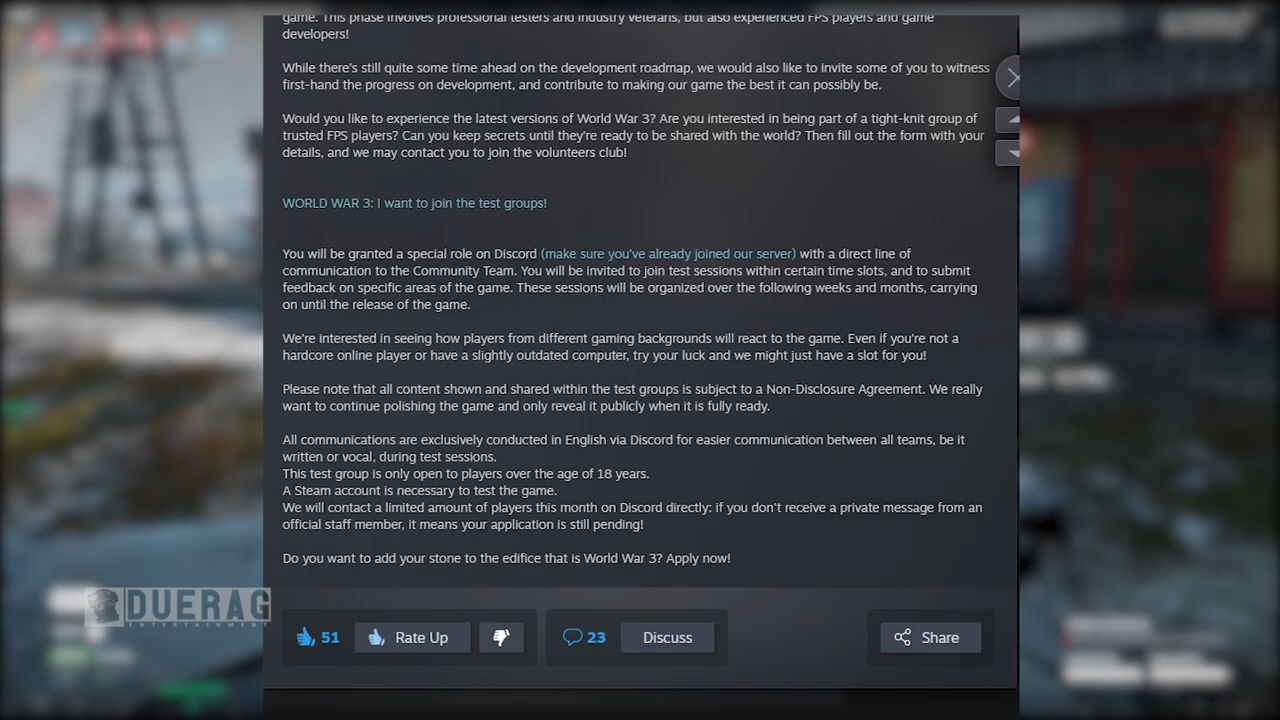 game. This phase involves professional testers and industry veterans, but also experienced FPS players and game
developers!
While there's still quite some time ahead on the development roadmap, we would also like to invite some of you to witness
first-hand the progress on development, and contribute to making our game the best it can possibly be.
Would you like to experience the latest versions of World War 3? Are you interested in being part of a tight-knit group of
trusted FPS players? Can you keep secrets until they're ready to be shared with the world? Then fill out the form with your
details, and we may contact you to join the volunteers club!
WORLD WAR 3: I want to join the test groups!
You will be granted a special role on Discord (make sure you've already joined our server) with a direct line of
communication to the Community Team. You will be invited to join test sessions within certain time slots, and to submit
feedback on specific areas of the game. These sessions will be organized over the following weeks and months, carrying
on until the release of the game.
We're interested in seeing how players from different gaming backgrounds will react to the game. Even if you're not a
hardcore online player or have a slightly outdated computer, try your luck and we might just have a slot for you!
Please note that all content shown and shared within the test groups is subject to a Non-Disclosure Agreement. We really
want to continue polishing the game and only reveal it publicly when it is fully ready.
All communications are exclusively conducted in English via Discord for easier communication between all teams, be it
written or vocal, during test sessions.
This test group is only open to players over the age of 18 years.
A Steam account is necessary to test the game.
We will contact a limited amount of players this month on Discord directly: if you don't receive a private message from an
official staff member, it means your application is still pending!
Do you want to add your stone to the edifice that is World War 3? Apply now!
DUERAG
ENTERTAINMENT
51 Rate Up 23 Discuss Share